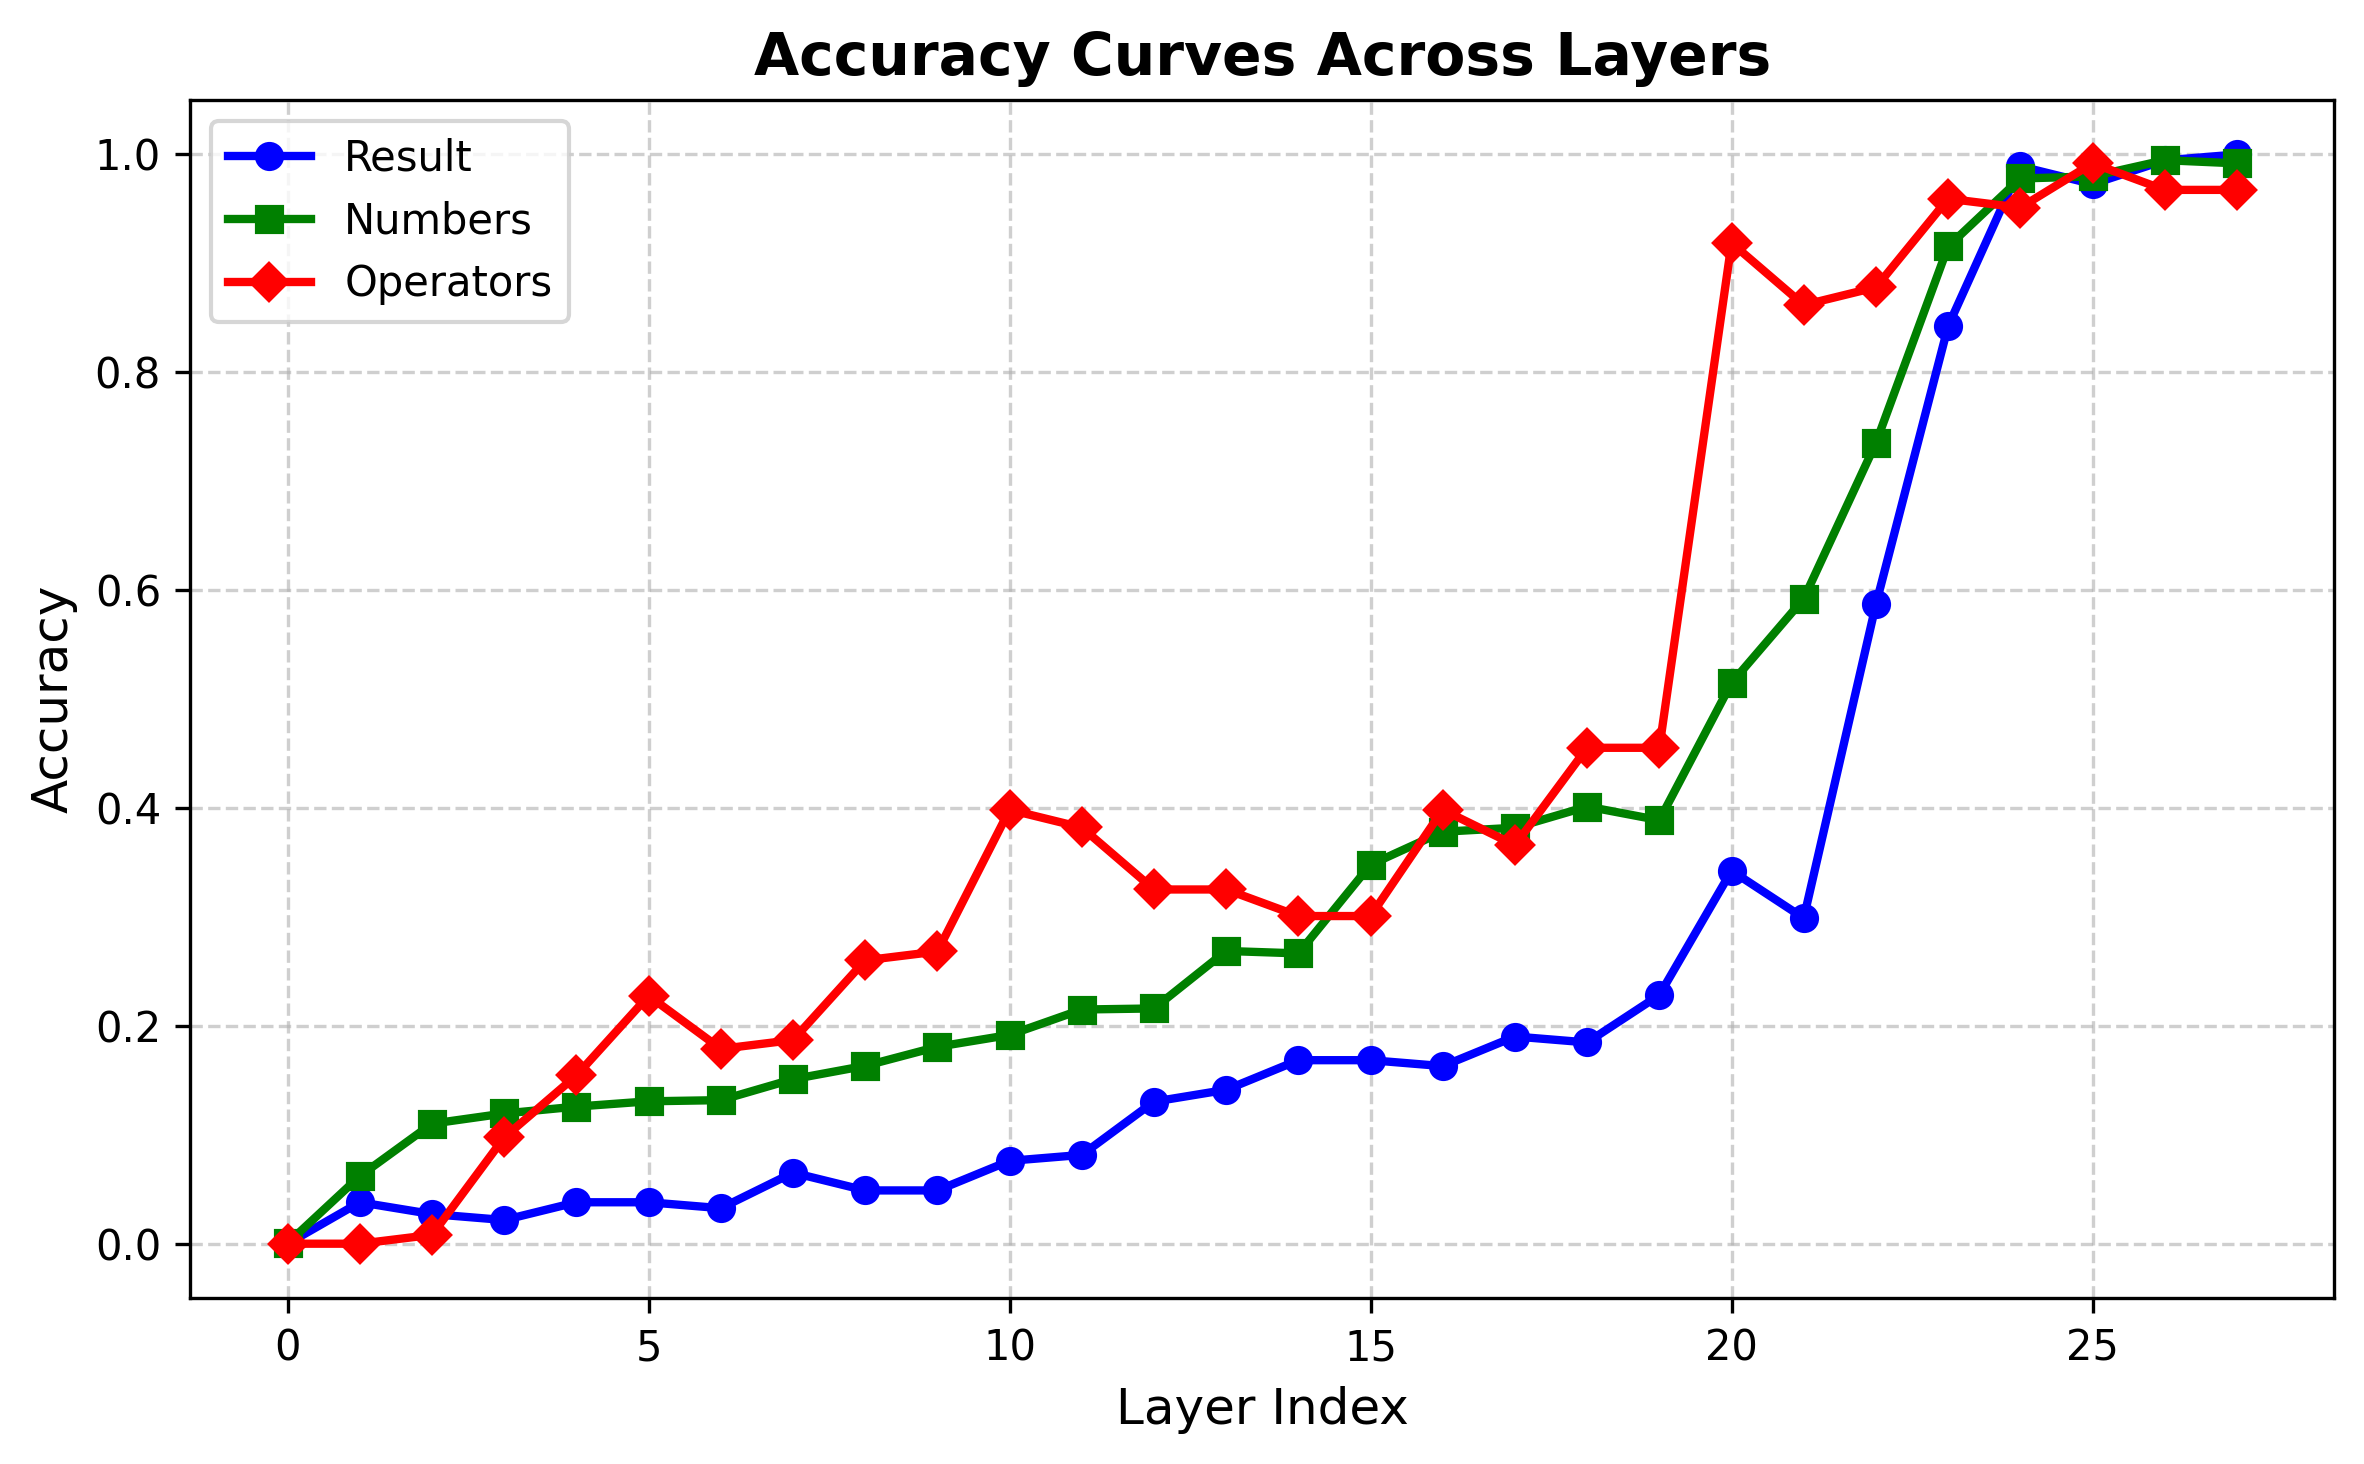 Accuracy Curves Across Layers
Result
Numbers
Operators
1.0
0.8
0.6
0.4
0.2
0.0
Accuracy
0 5 10 15 20 25
Layer Index